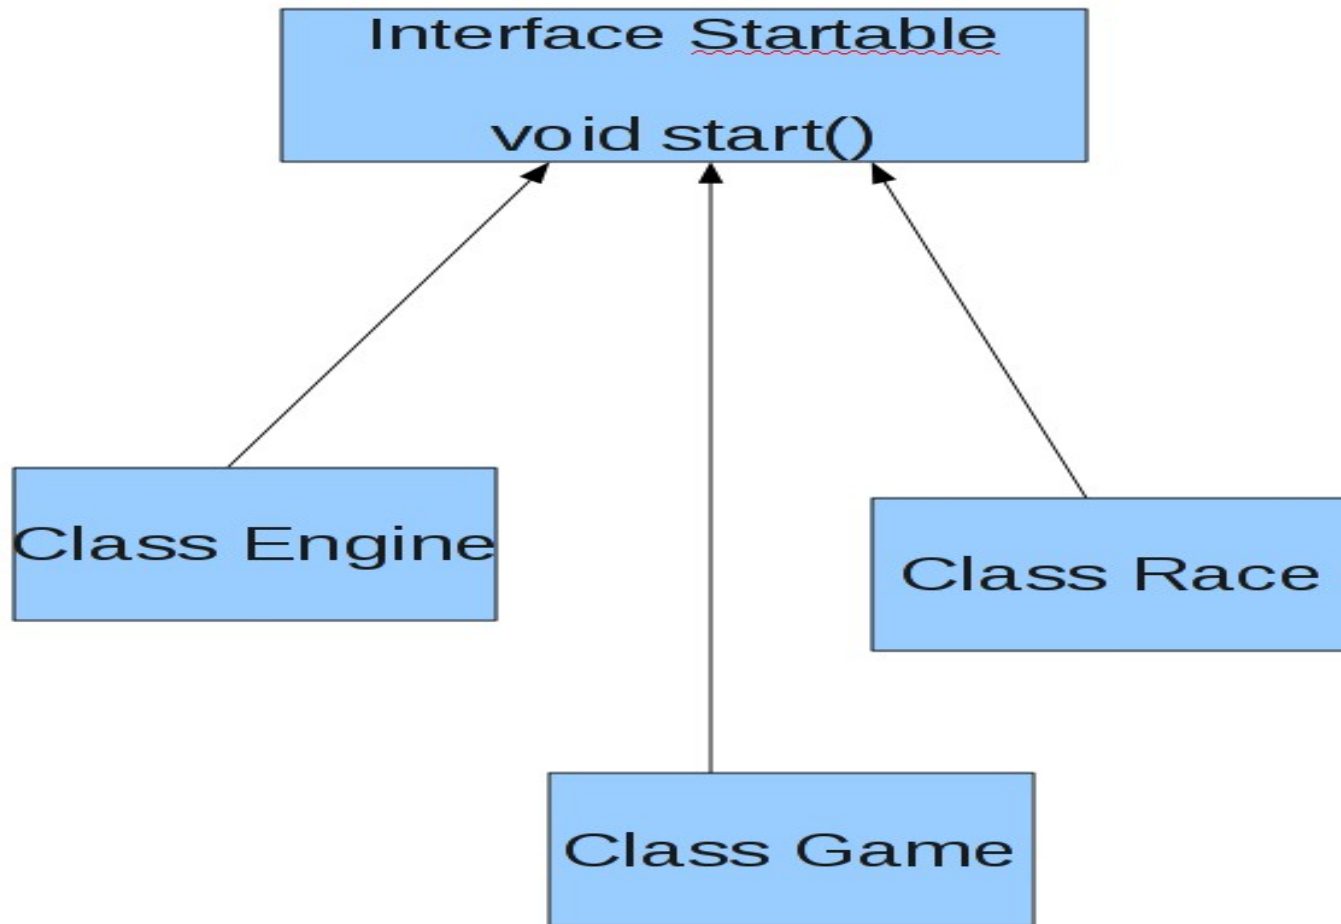 Interface Startable
void start()
Class Engine
Class Race
Class Game